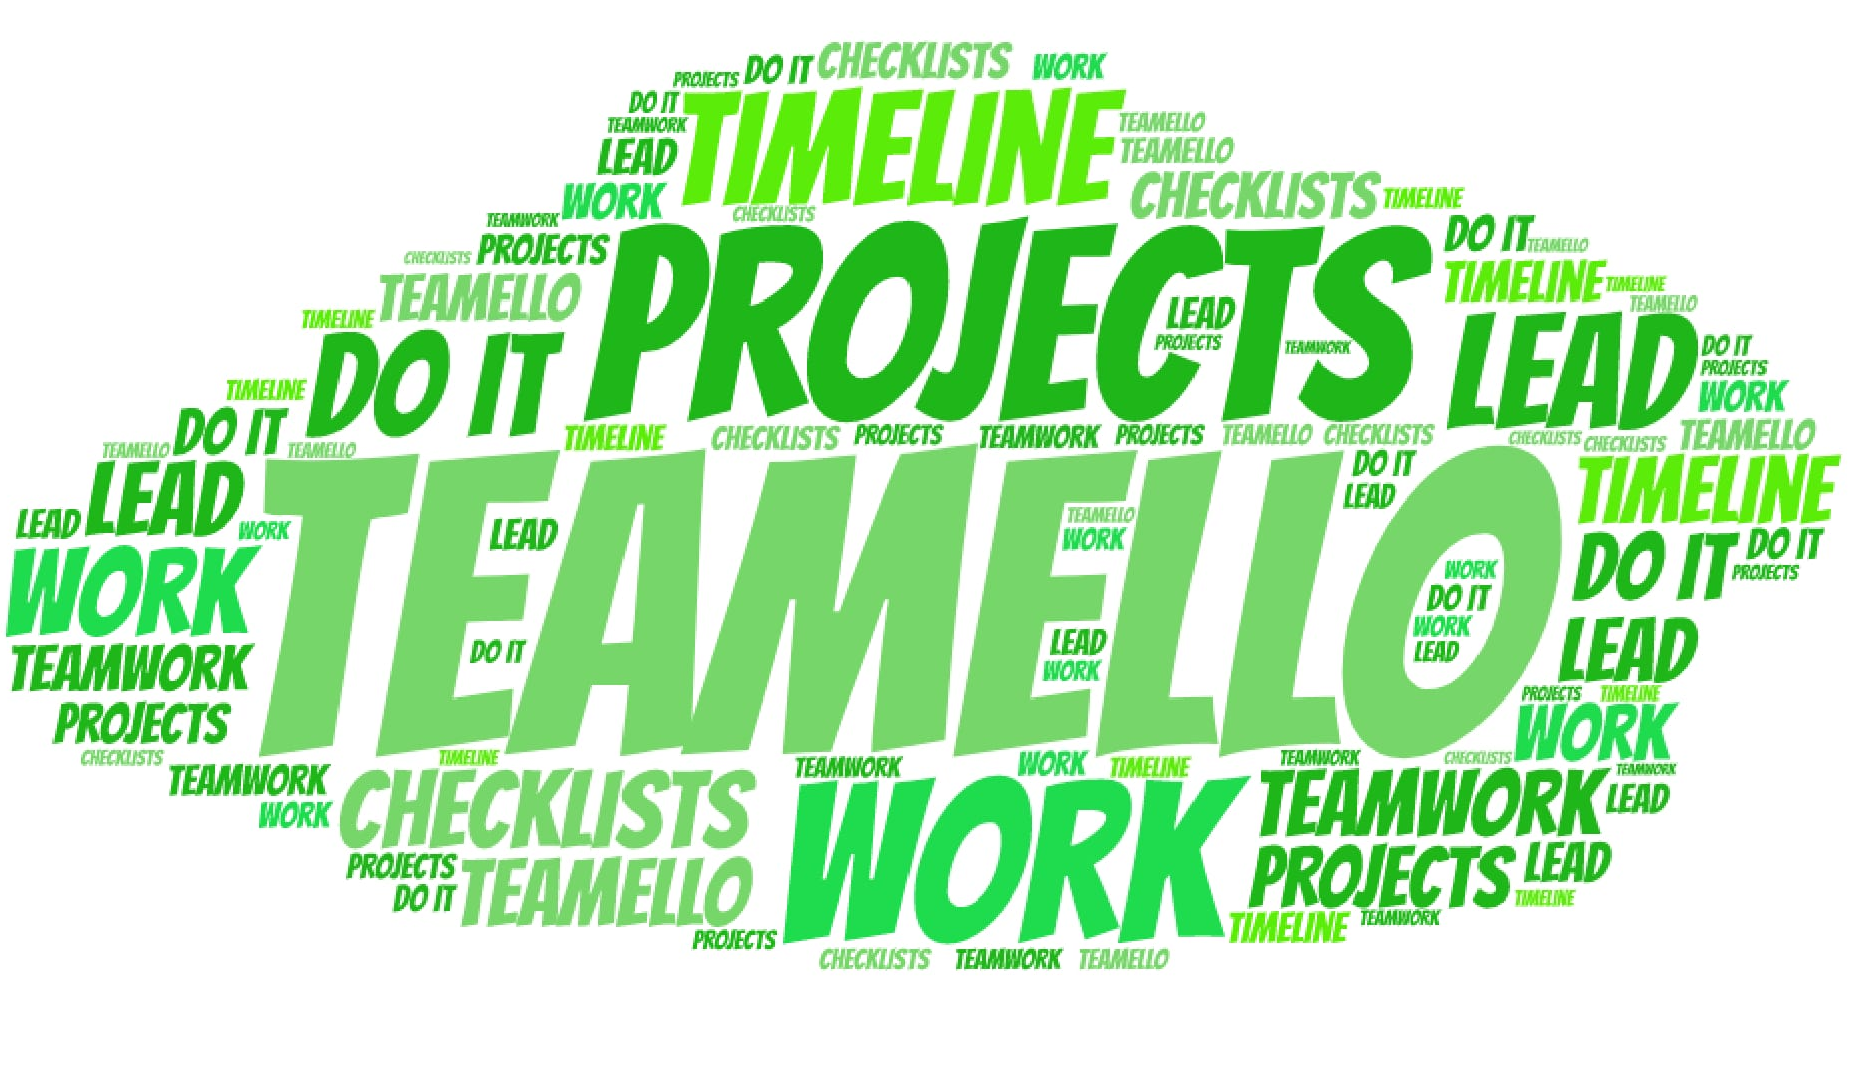 PROJECTS DO IT CHECKLISTS WORK
DO IT
TEAMWORK
TIMELINE
TEAMELLO
TEAMELLO
LEAD
WORK
CHECKLISTS
CHECKLISTS TIMELINE
TEAMWORK
PROJECTS
CHECKLISTS
TEAMELLO
PROJECTS
DO IT
TEAMELLO
TIMELINE
TIMELINE
TEAMELLO
TIMELINE
DO IT
LEAD
PROJECTS
TEAMWORK
LEAD
DO IT
PROJECTS
WORK
TIMELINE
DO IT
TEAMELLO
TEAMELLO
TIMELINE
CHECKLISTS
PROJECTS
TEAMWORK
PROJECTS
TEAMELLO
CHECKLISTS
CHECKLISTS
CHECKLISTS
TEAMELLO
LEAD
LEAD
WORK
TEAMELLO
LEAD
DO IT
TEAMELLO
WORK
LEAD
WORK
DO IT
LEAD
WORK
DO IT
WORK
LEAD
TIMELINE
DO IT
DO IT
PROJECTS
WORK
TEAMWORK
PROJECTS
CHECKLISTS
LEAD
PROJECTS
TIMELINE
WORK
CHECKLISTS
TEAMWORK
TEAMWORK
WORK
TIMELINE
CHECKLISTS
TEAMWORK
WORK
TIMELINE
TEAMWORK
WORK
TEAMWORK
LEAD
PROJECTS
DO IT
TEAMELLO
PROJECTS
LEAD
TIMELINE
PROJECTS
TIMELINE
TEAMWORK
CHECKLISTS
TEAMWORK
TEAMELLO